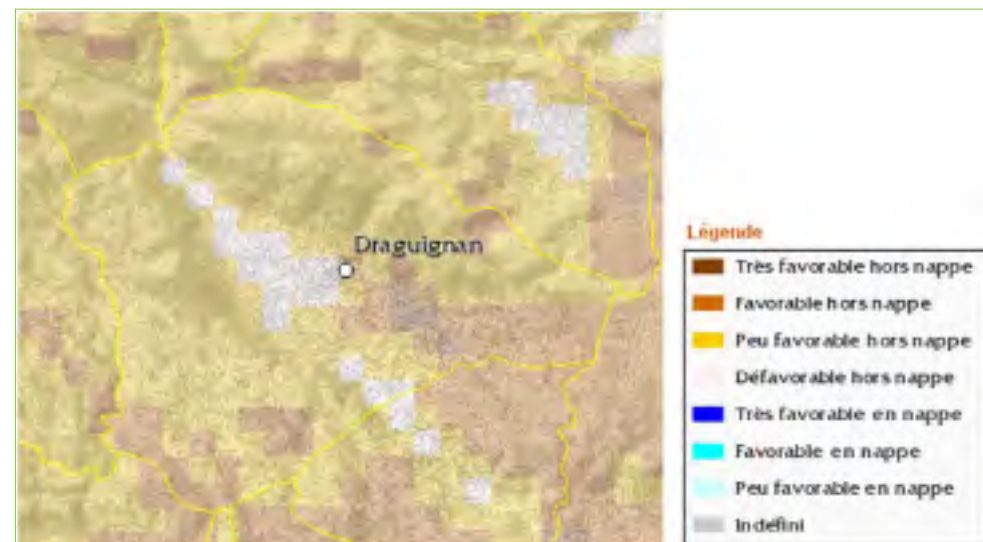 Draguignan
Légende
Très favorable hors nappe
Favorable hors nappe
Peu favorable hors nappe
Défavorable hors nappe
Très favorable en nappe
Favorable en nappe
Peu favorable en nappe
Indéfini